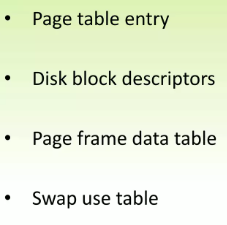 • Page table entry
• Disk block descriptors
• Page frame data table
• Swap use table